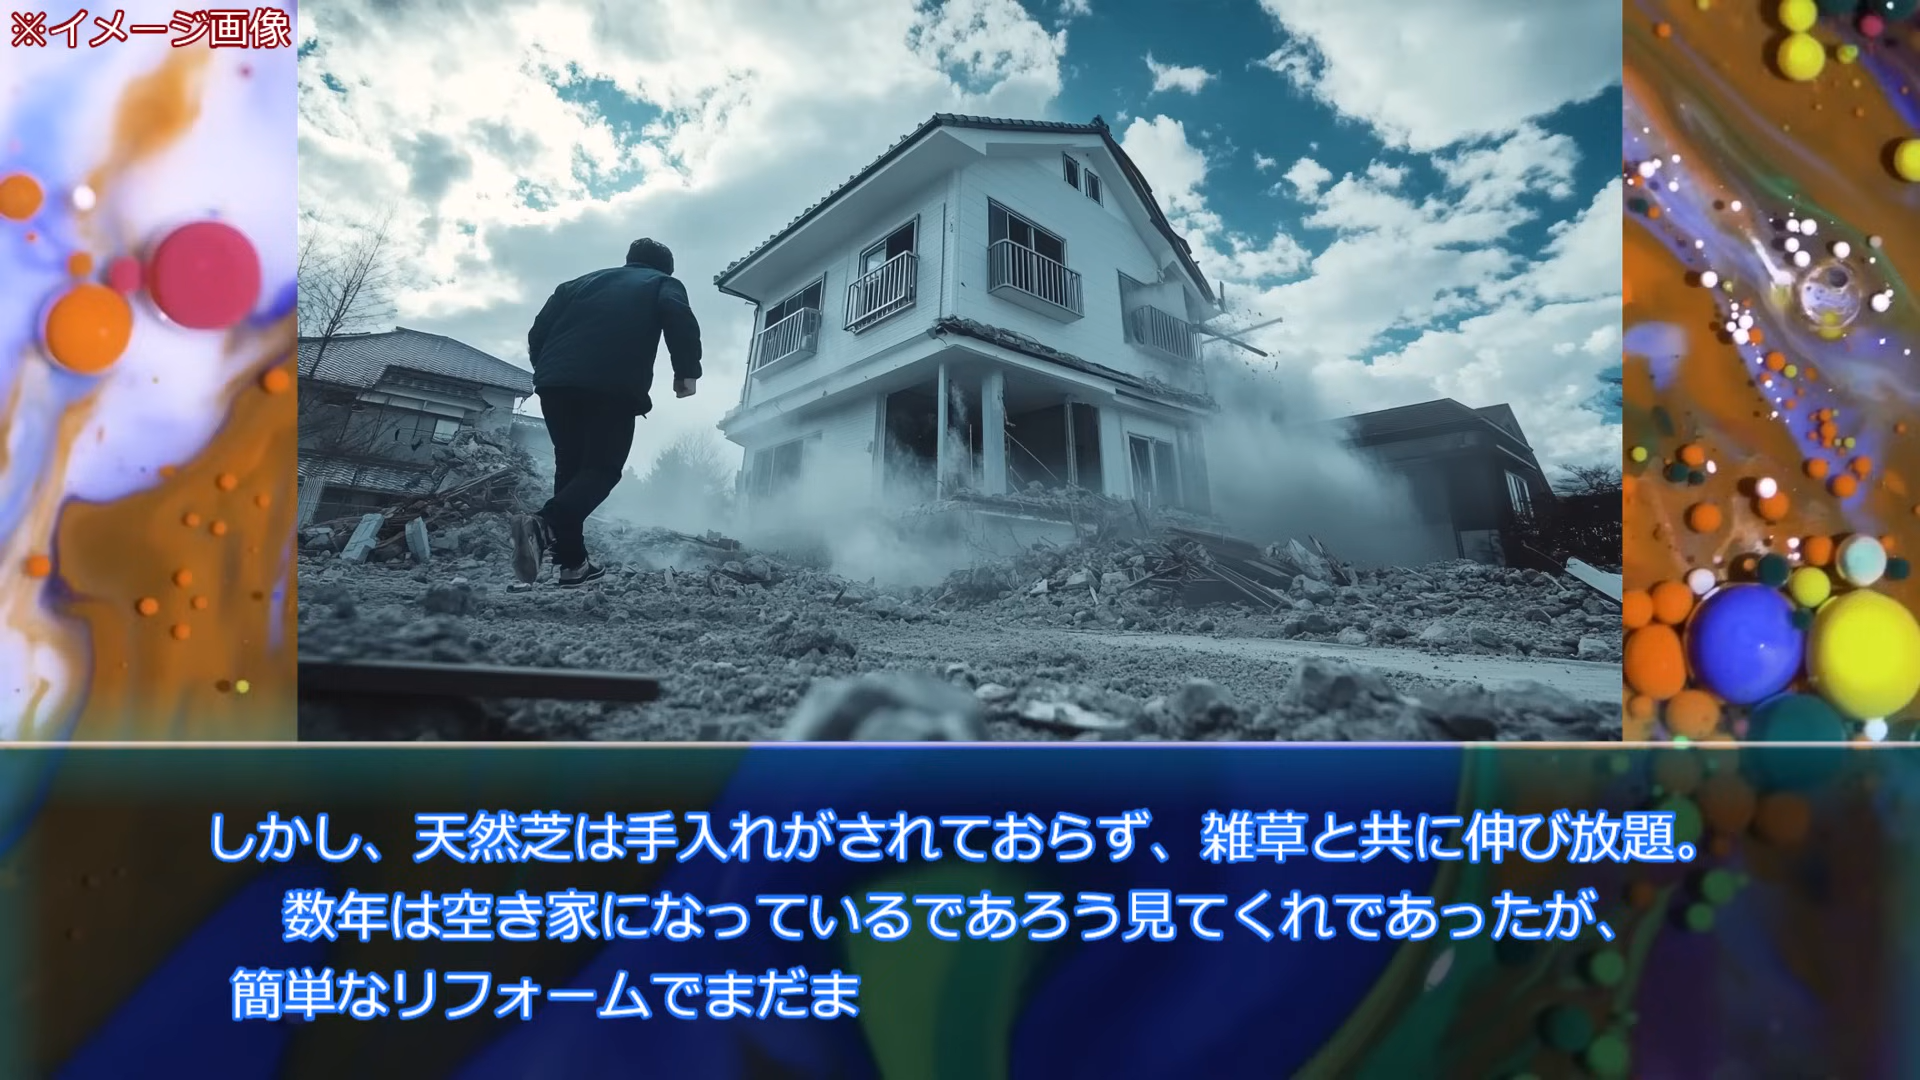 ※イメージ画像
しかし、天然芝は手入れがされておらず、雑草と共に伸び放題。
数年は空き家になっているであろう見てくれであったが、
簡単なリフォームでまだま